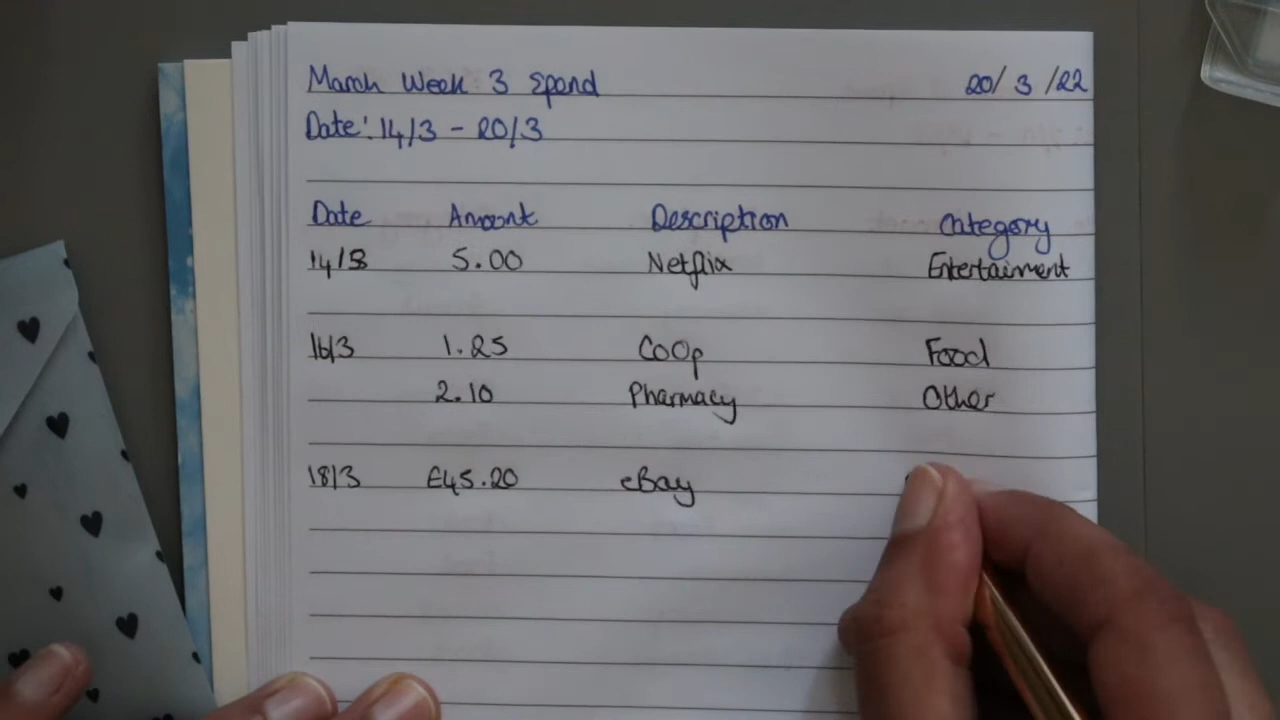 March Week 3 Spend 20/3/22
Date: 14/3 - 20/3
Date Amount Description Category
14/3 5.00 Netflix Entertaiment
16/3 1.25 CoOp Food
2.10 Pharmacy Other
18/3 £45.20 eBay